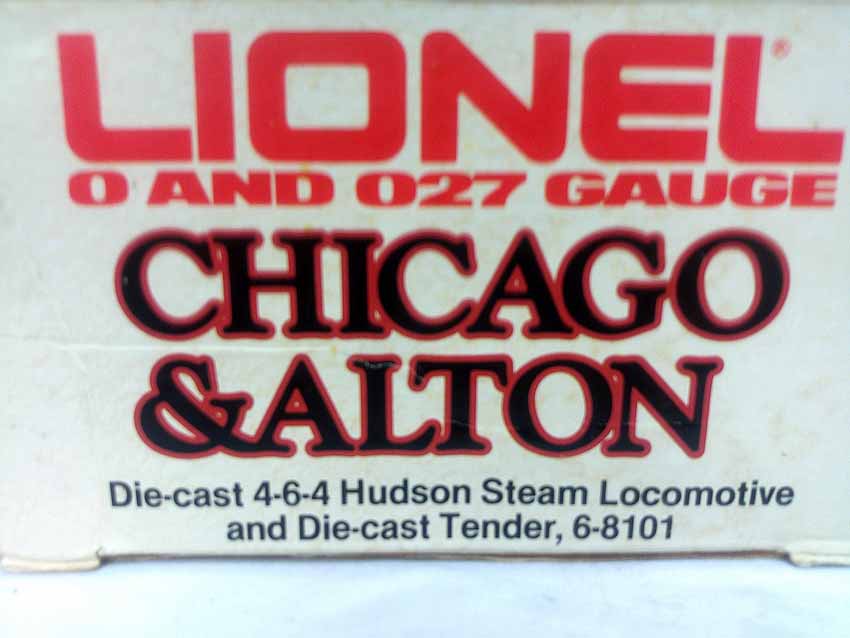 LIONEL®
O AND 027 GAUGE
CHICAGO
&ALTON
Die-cast 4-6-4 Hudson Steam Locomotive
and Die-cast Tender, 6-8101